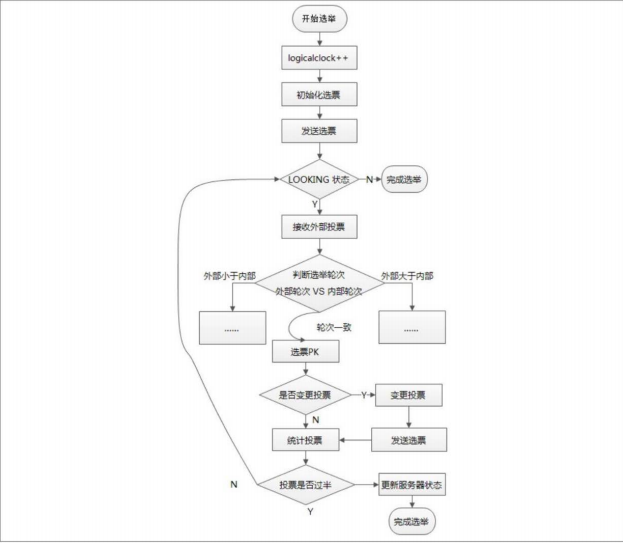 开始选举
logicalclock++
初始化选票
发送选票
LOOKING 状态
N
完成选举
Y
接收外部投票
外部小于内部
判断选举轮次
外部轮次 VS 内部轮次
外部大于内部
......
......
轮次一致
选票PK
是否变更投票
Y
变更投票
N
统计投票
发送选票
N
投票是否过半
更新服务器状态
Y
完成选举